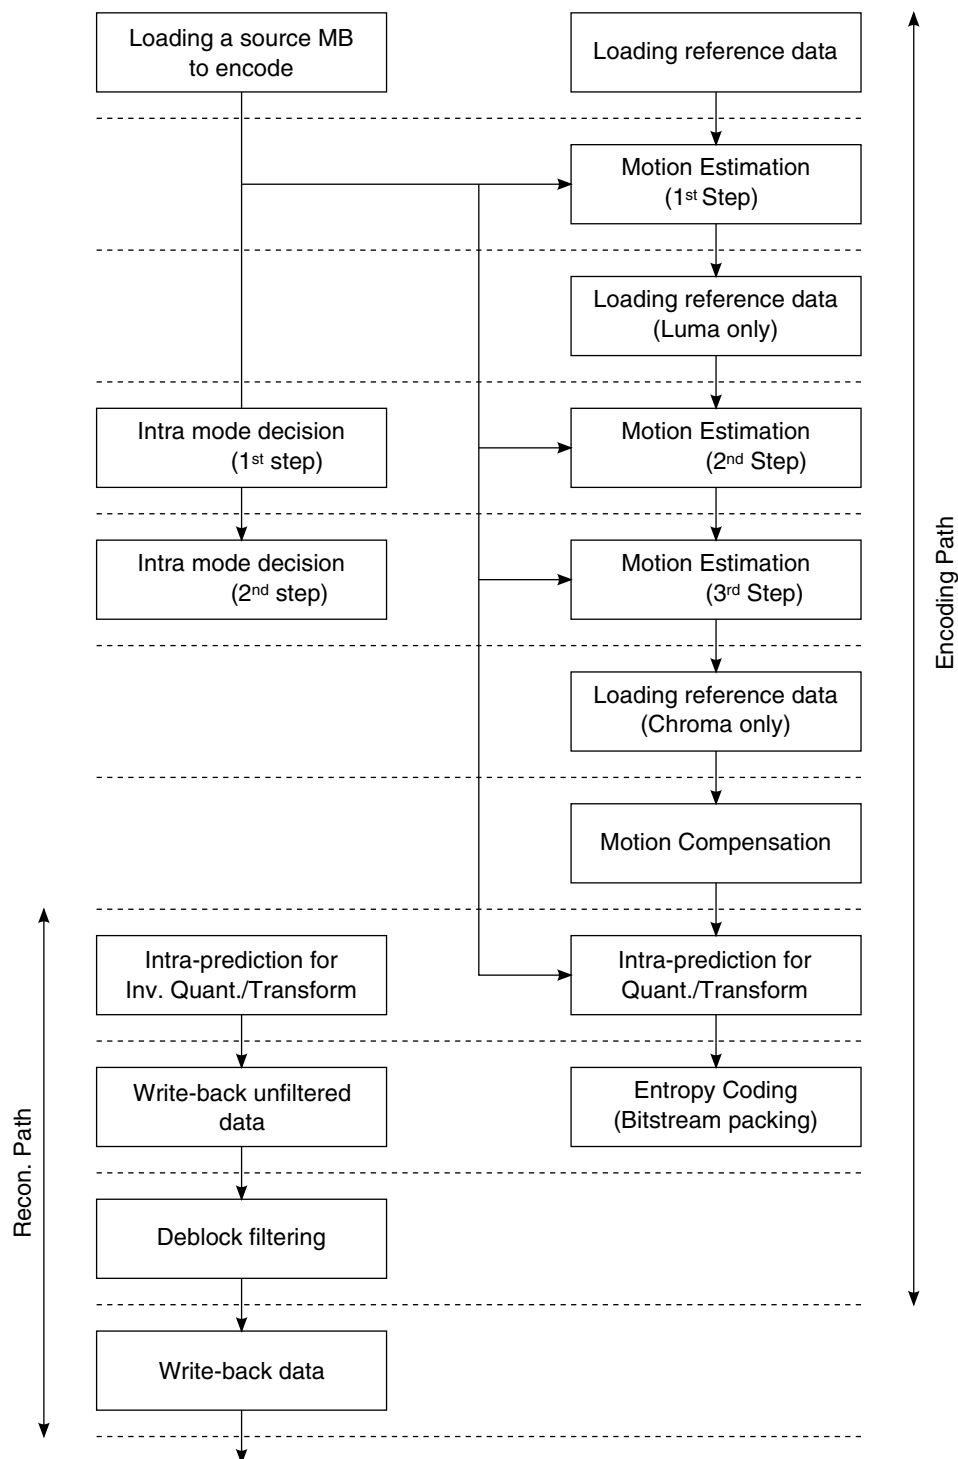 Loading a source MB
to encode
Loading reference data
Motion Estimation
(1st Step)
Loading reference data
(Luma only)
Intra mode decision
(1st step)
Motion Estimation
(2nd Step)
Intra mode decision
(2nd step)
Motion Estimation
(3rd Step)
Encoding Path
Loading reference data
(Chroma only)
Motion Compensation
Intra-prediction for
Inv. Quant./Transform
Intra-prediction for
Quant./Transform
Write-back unfiltered
data
Entropy Coding
(Bitstream packing)
Recon. Path
Deblock filtering
Write-back data